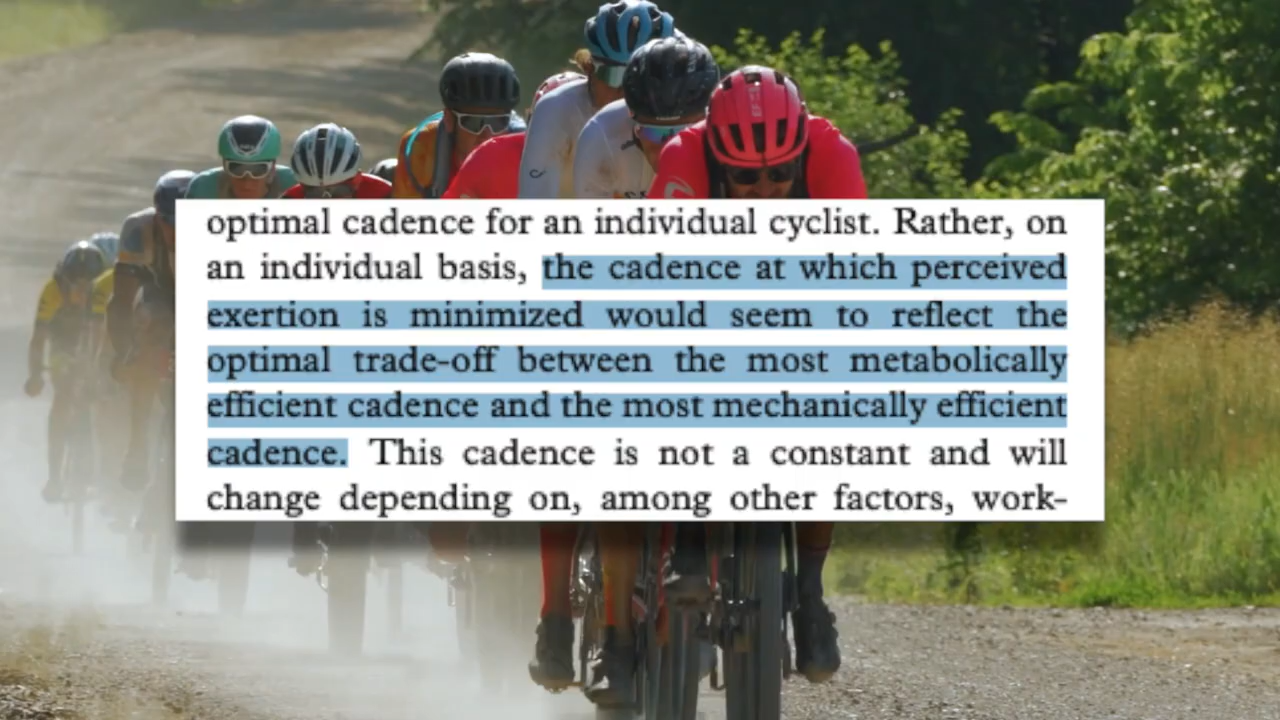 optimal cadence for an individual cyclist. Rather, on
an individual basis, the cadence at which perceived
exertion is minimized would seem to reflect the
optimal trade-off between the most metabolically
efficient cadence and the most mechanically efficient
cadence. This cadence is not a constant and will
change depending on, among other factors, work-